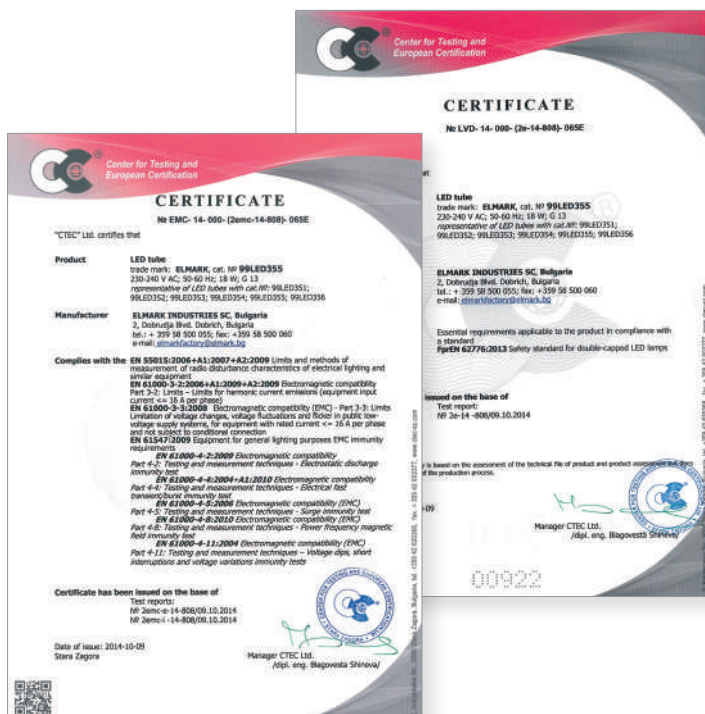 Center for Testing and
European Certification
CERTIFICATE
№ LVD- 14- 000- (2e-14-808)- 065E
LED tube
trade mark: ELMARK, cat. № 99LED355
230-240 V AC; 50-60 Hz; 18 W; G 13
representative of LED tubes with cat.№: 99LED351;
99LED352; 99LED353; 99LED354; 99LED355; 99LED356
ELMARK INDUSTRIES SC, Bulgaria
2, Dobrudja Blvd. Dobrich, Bulgaria
tel.: + 359 58 500 055; fax: +359 58 500 060
e-mail: elmarkfactory@elmark.bg
Essential requirements applicable to the product in compliance with
a standard
FprEN 62776:2013 Safety standard for double-capped LED lamps
issued on the base of
Test report:
№ 2e-14 -808/09.10.2014
is based on the assessment of the technical file of product and product
of the production process.
-09
Manager CTEC Ltd.
/dipl. eng. Blagovesta Shineva/
00922
Center for Testing and
European Certification
CERTIFICATE
№ EMC- 14- 000- (2emc-14-808)- 065E
"CTEC" Ltd. certifies that
Product LED tube
trade mark: ELMARK, cat. № 99LED355
230-240 V AC; 50-60 Hz; 18 W; G 13
representative of LED tubes with cat.№: 99LED351;
99LED352; 99LED353; 99LED354; 99LED355; 99LED356
Manufacturer ELMARK INDUSTRIES SC, Bulgaria
2, Dobrudja Blvd. Dobrich, Bulgaria
tel.: + 359 58 500 055; fax: +359 58 500 060
e-mail: elmarkfactory@elmark.bg
Complies with the EN 55015:2006+A1:2007+A2:2009 Limits and methods of
measurement of radio disturbance characteristics of electrical lighting and
similar equipment
EN 61000-3-2:2006+A1:2009+A2:2009 Electromagnetic compatibility
Part 3-2: Limits – Limits for harmonic current emissions (equipment input
current <= 16 A per phase)
EN 61000-3-3:2008 Electromagnetic compatibility (EMC) - Part 3-3: Limits
Limitation of voltage changes, voltage fluctuations and flicker in public low-
voltage supply systems, for equipment with rated current <= 16 A per phase
and not subject to conditional connection
EN 61547:2009 Equipment for general lighting purposes EMC immunity
requirements
EN 61000-4-2:2009 Electromagnetic compatibility
Part 4-2: Testing and measurement techniques - Electrostatic discharge
immunity test
EN 61000-4-4:2004+A1:2010 Electromagnetic compatibility
Part 4-4: Testing and measurement techniques - Electrical fast
transient/burst immunity test
EN 61000-4-5:2006 Electromagnetic compatibility (EMC)
Part 4-5: Testing and measurement techniques - Surge immunity test
EN 61000-4-8:2010 Electromagnetic compatibility (EMC)
Part 4-8: Testing and measurement techniques - Power frequency magnetic
field immunity test
EN 61000-4-11:2004 Electromagnetic compatibility (EMC)
Part 4-11: Testing and measurement techniques – Voltage dips, short
interruptions and voltage variations immunity tests
Certificate has been issued on the base of
Test reports:
№ 2emc-e-14-808/09.10.2014
№ 2emc-i -14-808/09.10.2014
Date of issue: 2014-10-09
Stara Zagora
Manager CTEC Ltd.
/dipl. eng. Blagovesta Shineva/